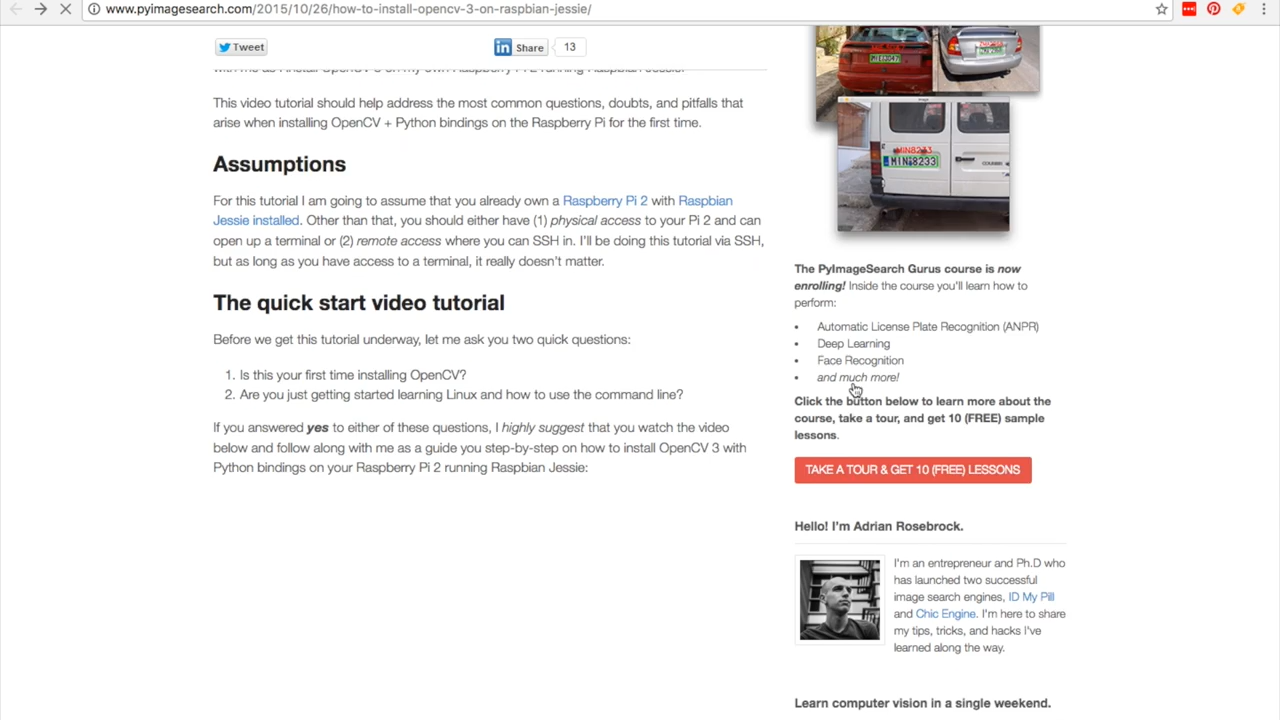 www.pyimagesearch.com/2015/10/26/how-to-install-opencv-3-on-raspbian-jessie/
Tweet
in Share 13
This video tutorial should help address the most common questions, doubts, and pitfalls that
arise when installing OpenCV + Python bindings on the Raspberry Pi for the first time.
Assumptions
For this tutorial I am going to assume that you already own a Raspberry Pi 2 with Raspbian
Jessie installed. Other than that, you should either have (1) physical access to your Pi 2 and can
open up a terminal or (2) remote access where you can SSH in. I'll be doing this tutorial via SSH,
but as long as you have access to a terminal, it really doesn't matter.
The quick start video tutorial
Before we get this tutorial underway, let me ask you two quick questions:
1. Is this your first time installing OpenCV?
2. Are you just getting started learning Linux and how to use the command line?
If you answered yes to either of these questions, I highly suggest that you watch the video
below and follow along with me as a guide you step-by-step on how to install OpenCV 3 with
Python bindings on your Raspberry Pi 2 running Raspbian Jessie:
MIN8233
MIN8233
The PyImageSearch Gurus course is now
enrolling! Inside the course you'll learn how to
perform:
• Automatic License Plate Recognition (ANPR)
• Deep Learning
• Face Recognition
• and much more!
Click the button below to learn more about the
course, take a tour, and get 10 (FREE) sample
lessons.
TAKE A TOUR & GET 10 (FREE) LESSONS
Hello! I'm Adrian Rosebrock.
I'm an entrepreneur and Ph.D who
has launched two successful
image search engines, ID My Pill
and Chic Engine. I'm here to share
my tips, tricks, and hacks I've
learned along the way.
Learn computer vision in a single weekend.